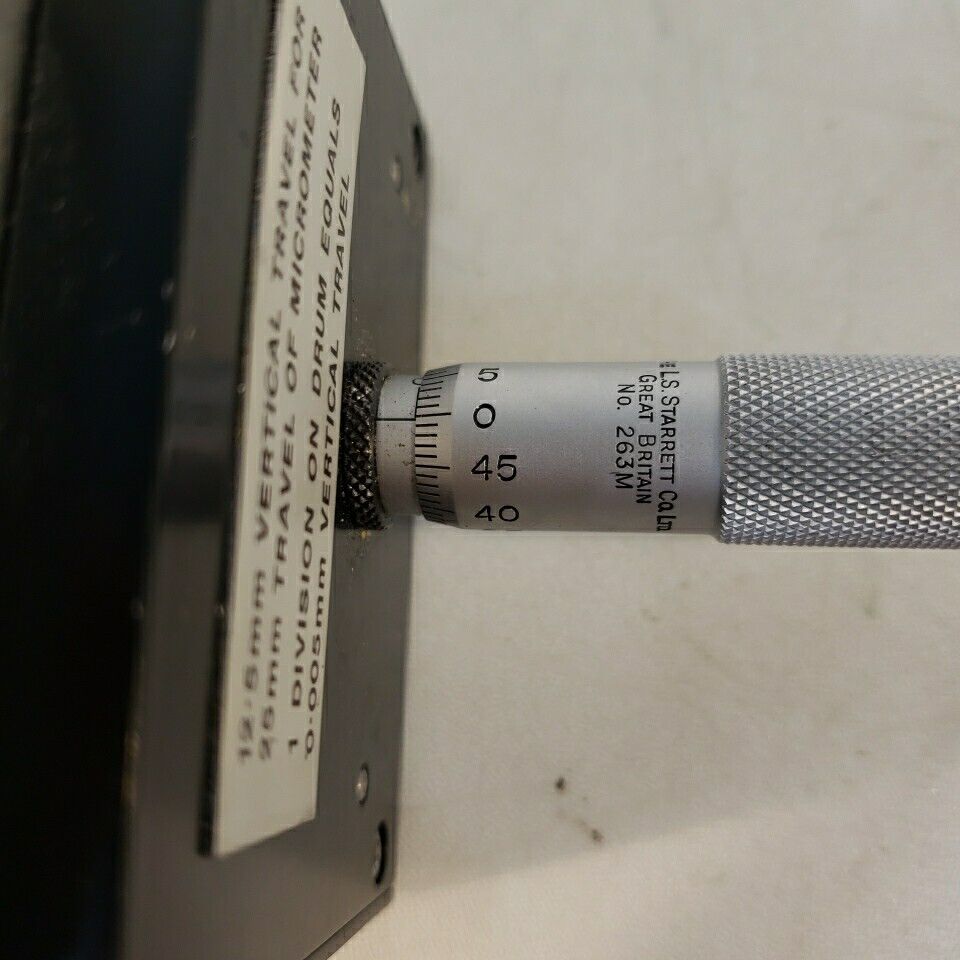 12·5mm VERTICAL TRAVEL FOR
25mm TRAVEL OF MICROMETER
1 DIVISION ON DRUM EQUALS
0·005mm VERTICAL TRAVEL
5
0
45
40
L.S. STARRETT Co. LTD
GREAT BRITAIN
No. 263M